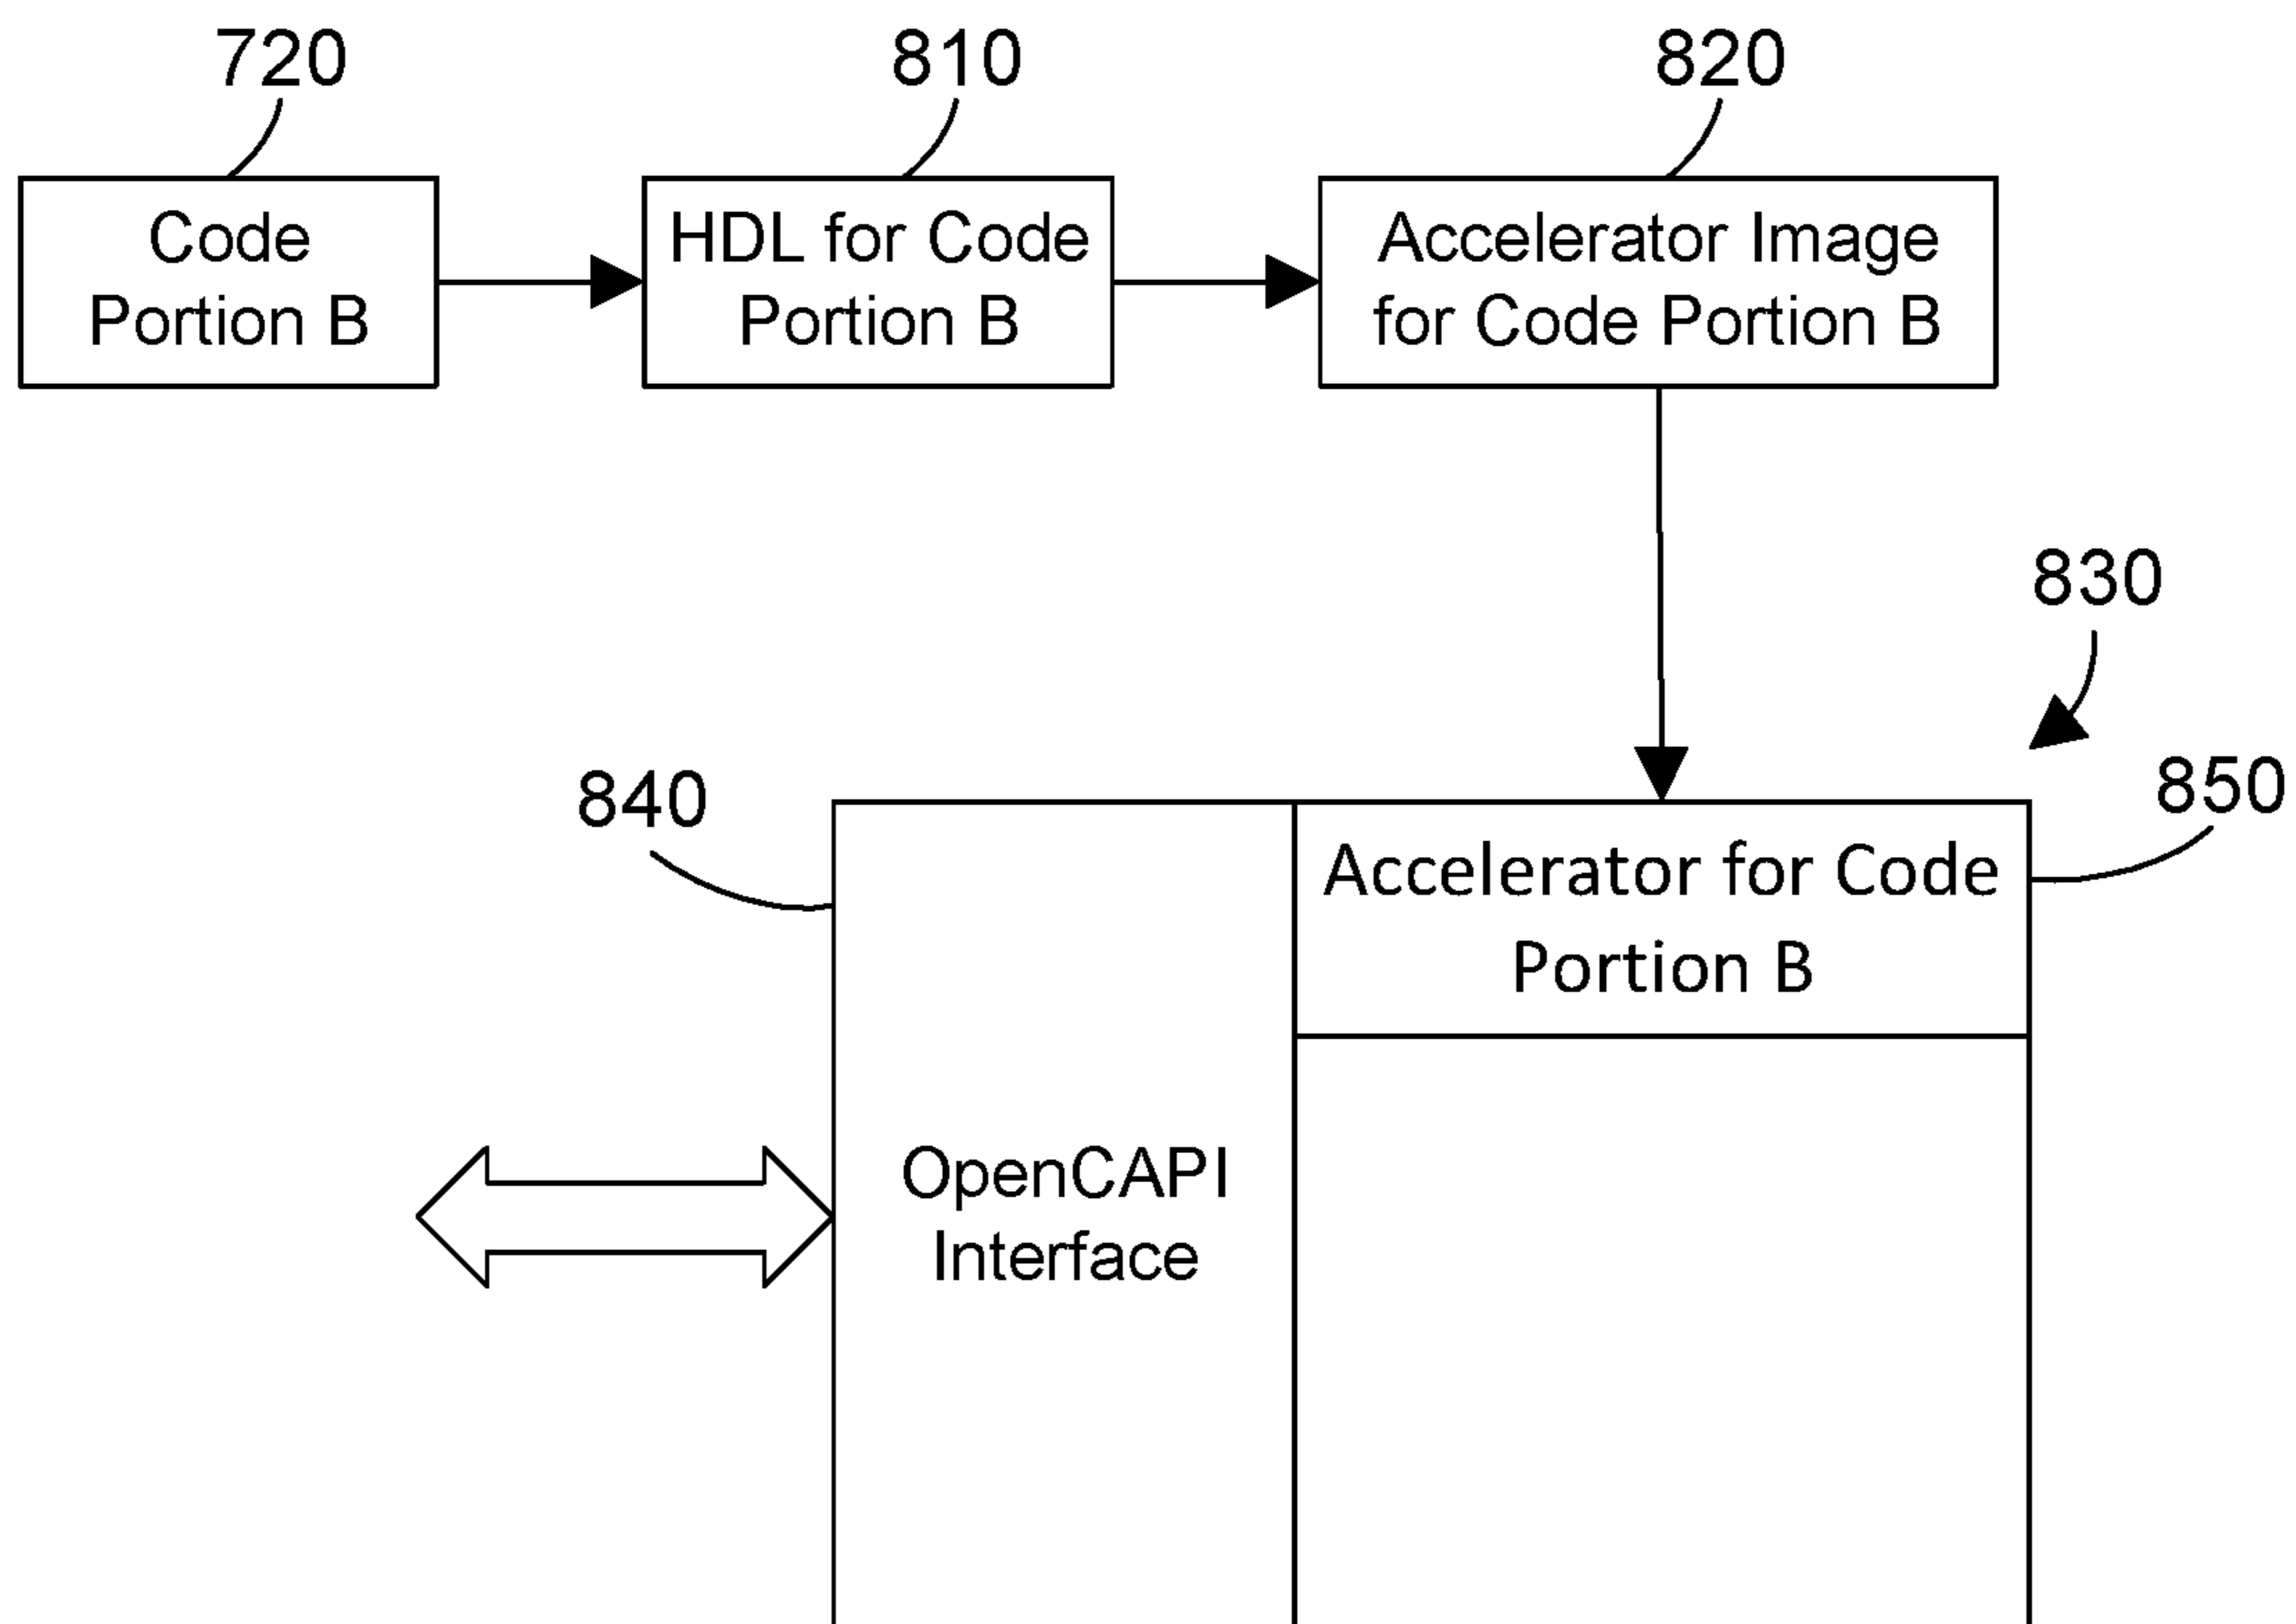 720
810
820
Code
Portion B
HDL for Code
Portion B
Accelerator Image
for Code Portion B
830
840
850
Accelerator for Code
Portion B
OpenCAPI
Interface